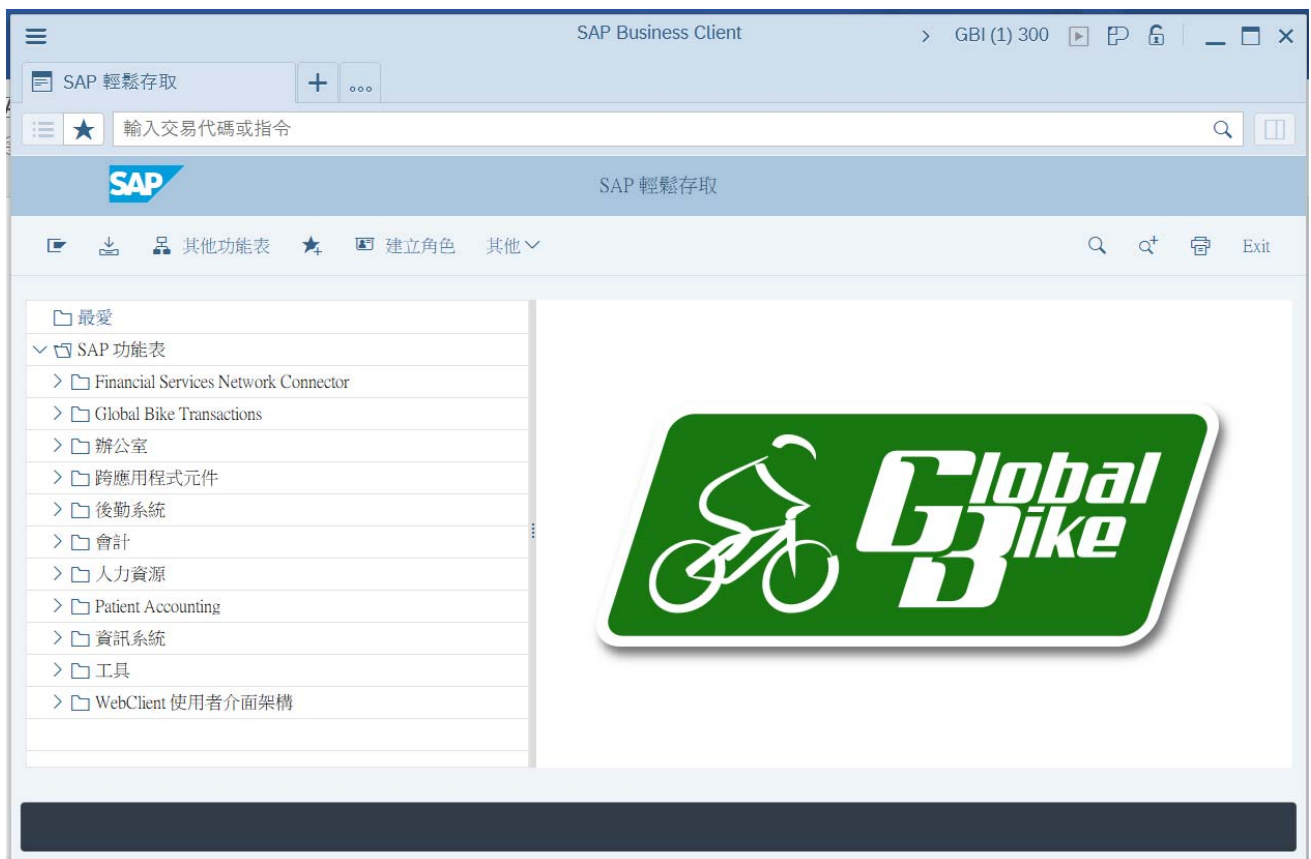 SAP Business Client
GBI (1) 300
SAP 輕鬆存取
輸入交易代碼或指令
SAP
SAP 輕鬆存取
其他功能表
建立角色
其他
Exit
最愛
SAP 功能表
Financial Services Network Connector
Global Bike Transactions
辦公室
跨應用程式元件
後勤系統
會計
人力資源
Patient Accounting
資訊系統
工具
WebClient 使用者介面架構
Global
Bike